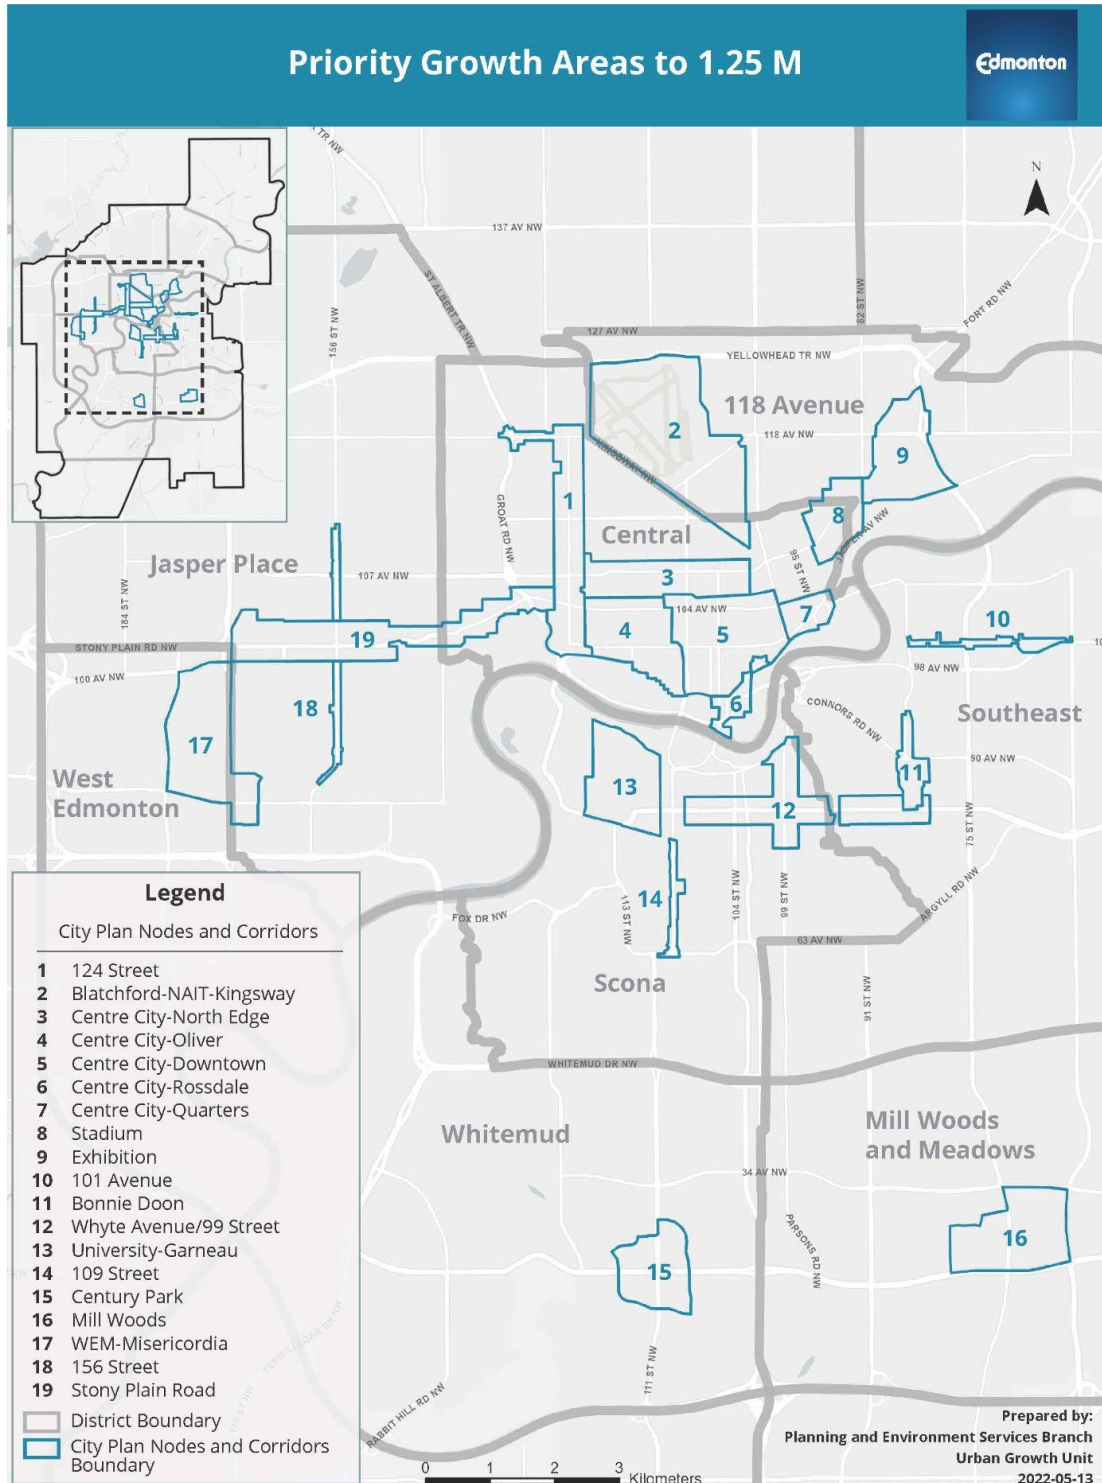 Priority Growth Areas to 1.25 M
Edmonton
N
137 AV NW
ST ALBERT TR NW
156 ST NW
82 ST NW
FORT RD NW
127 AV NW
YELLOWHEAD TR NW
118 Avenue
2
118 AV NW
9
KINGSWAY NW
1
GROAT RD NW
8
Central
JASPER AV NW
95 ST NW
Jasper Place
107 AV NW
3
184 ST NW
104 AV NW
7
10
19
4
5
STONY PLAIN RD NW
98 AV NW
100 AV NW
6
18
CONNORS RD NW
Southeast
17
90 AV NW
11
West
Edmonton
13
12
75 ST NW
14
113 ST NW
104 ST NW
99 ST NW
ARGYLL RD NW
FOX DR NW
63 AV NW
Scona
91 ST NW
WHITEMUD DR NW
Whitemud
Mill Woods
and Meadows
34 AV NW
PARSONS RD NW
16
15
111 ST NW
RABBIT HILL RD NW
Legend
City Plan Nodes and Corridors
1 124 Street
2 Blatchford-NAIT-Kingsway
3 Centre City-North Edge
4 Centre City-Oliver
5 Centre City-Downtown
6 Centre City-Rossdale
7 Centre City-Quarters
8 Stadium
9 Exhibition
10 101 Avenue
11 Bonnie Doon
12 Whyte Avenue/99 Street
13 University-Garneau
14 109 Street
15 Century Park
16 Mill Woods
17 WEM-Misericordia
18 156 Street
19 Stony Plain Road
District Boundary
City Plan Nodes and Corridors
Boundary
0 1 2 3
Kilometers
Prepared by:
Planning and Environment Services Branch
Urban Growth Unit
2022-05-13